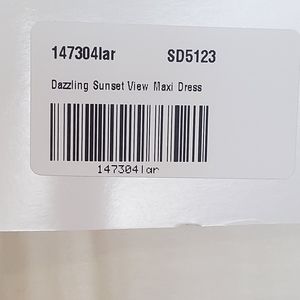 147304lar SD5123
Dazzling Sunset View Maxi Dress
147304lar